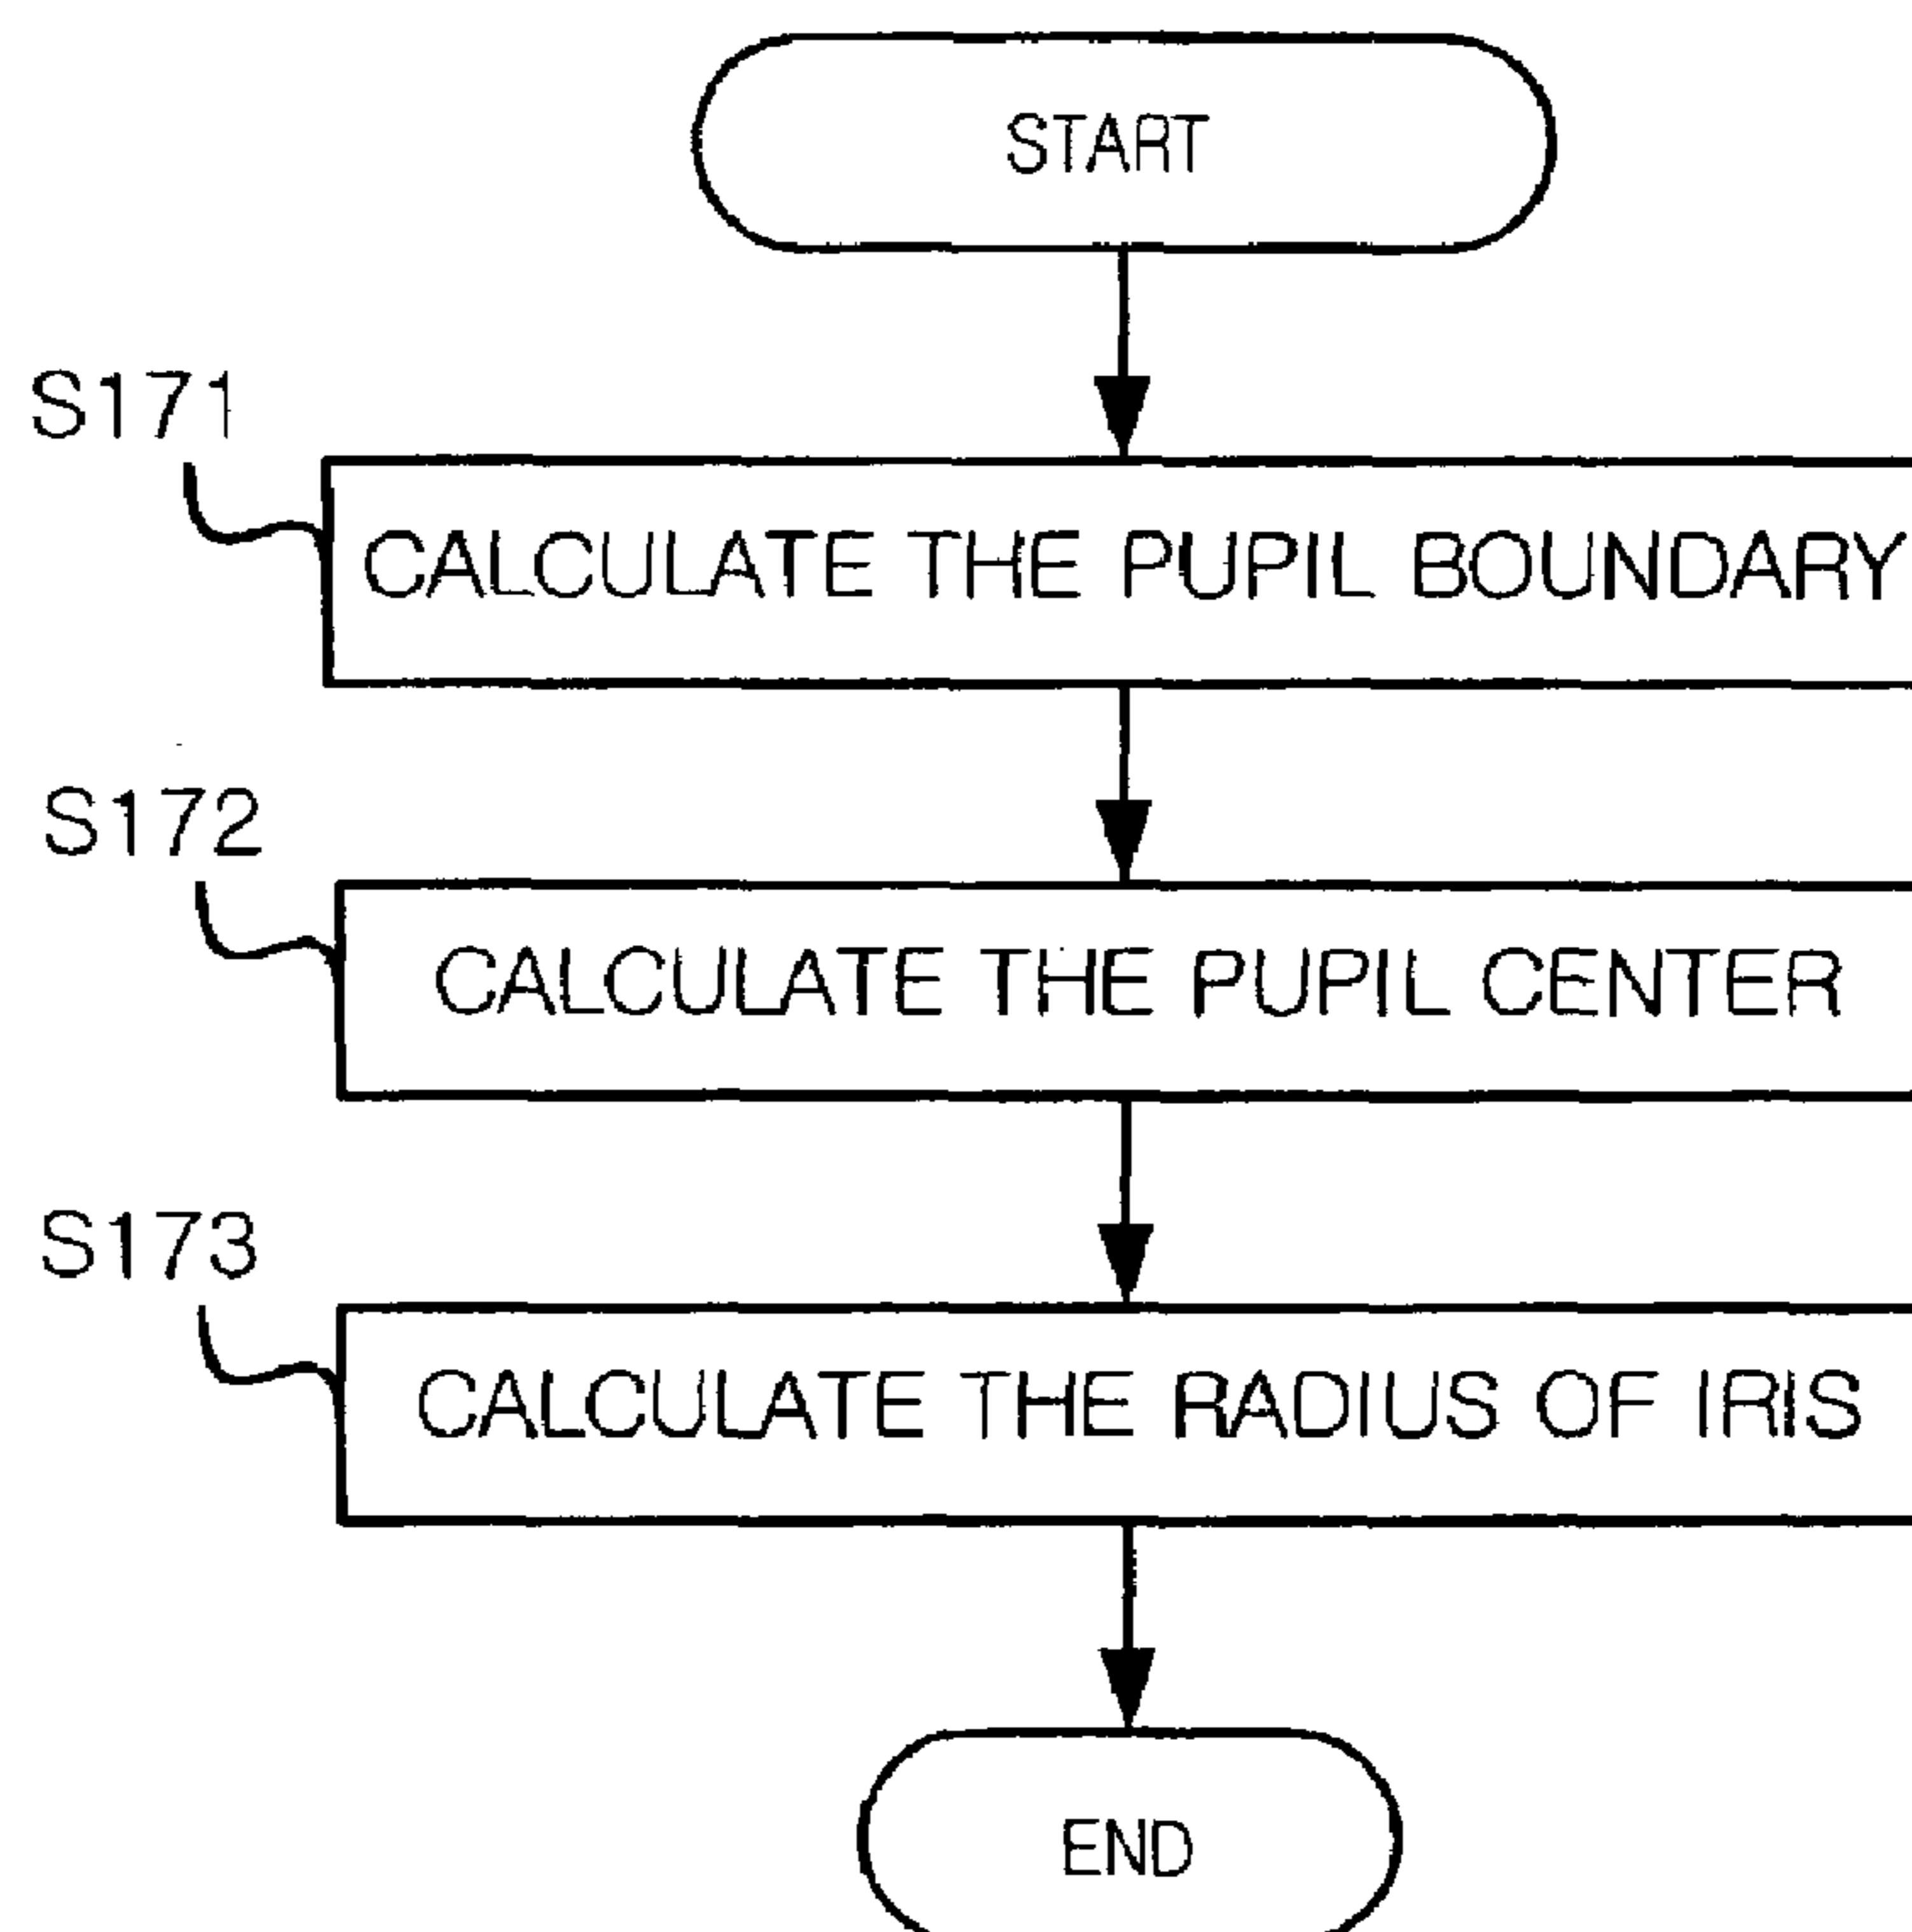 START
S171
CALCULATE THE PUPIL BOUNDARY
S172
CALCULATE THE PUPIL CENTER
S173
CALCULATE THE RADIUS OF IRIS
END